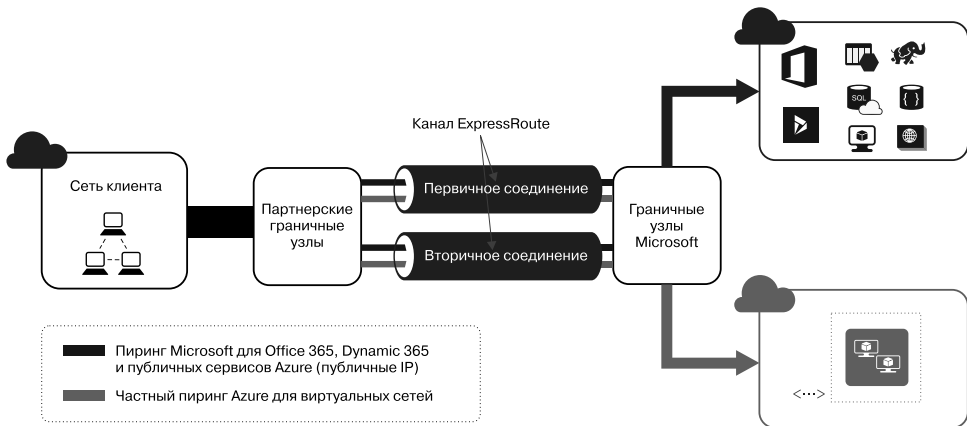 Канал ExpressRoute
Сеть клиента
Партнерские
граничные
узлы
Первичное соединение
Вторичное соединение
Граничные
узлы
Microsoft
SQL
{ }
<···>
Пиринг Microsoft для Office 365, Dynamic 365
и публичных сервисов Azure (публичные IP)
Частный пиринг Azure для виртуальных сетей